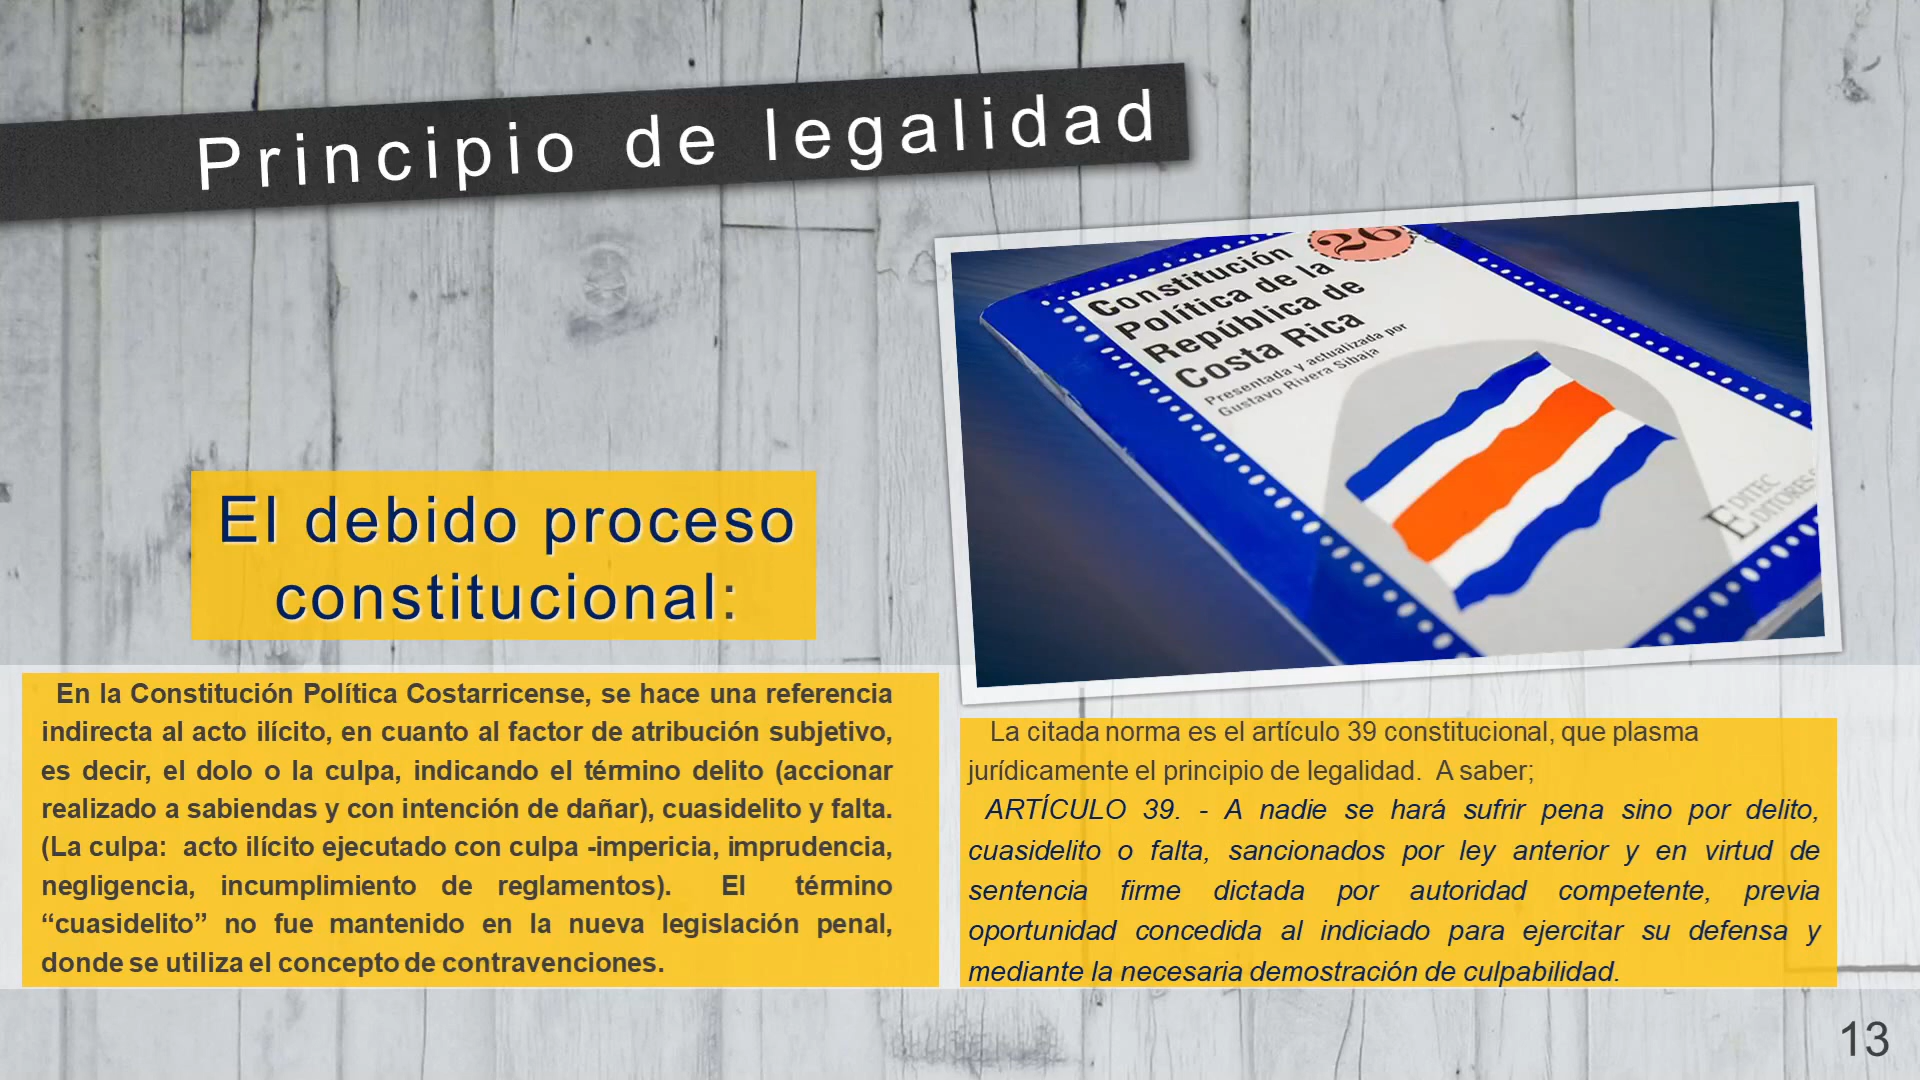 Principio de legalidad
26
Constitución
Política de la
República de
Costa Rica
Presentada y actualizada por
Gustavo Rivera Sibaja
EDITEC
EDITORES
El debido proceso
constitucional:
En la Constitución Política Costarricense, se hace una referencia
indirecta al acto ilícito, en cuanto al factor de atribución subjetivo,
es decir, el dolo o la culpa, indicando el término delito (accionar
realizado a sabiendas y con intención de dañar), cuasidelito y falta.
(La culpa: acto ilícito ejecutado con culpa -impericia, imprudencia,
negligencia, incumplimiento de reglamentos). El término
“cuasidelito” no fue mantenido en la nueva legislación penal,
donde se utiliza el concepto de contravenciones.
La citada norma es el artículo 39 constitucional, que plasma
jurídicamente el principio de legalidad. A saber;
ARTÍCULO 39. - A nadie se hará sufrir pena sino por delito,
cuasidelito o falta, sancionados por ley anterior y en virtud de
sentencia firme dictada por autoridad competente, previa
oportunidad concedida al indiciado para ejercitar su defensa y
mediante la necesaria demostración de culpabilidad.
13